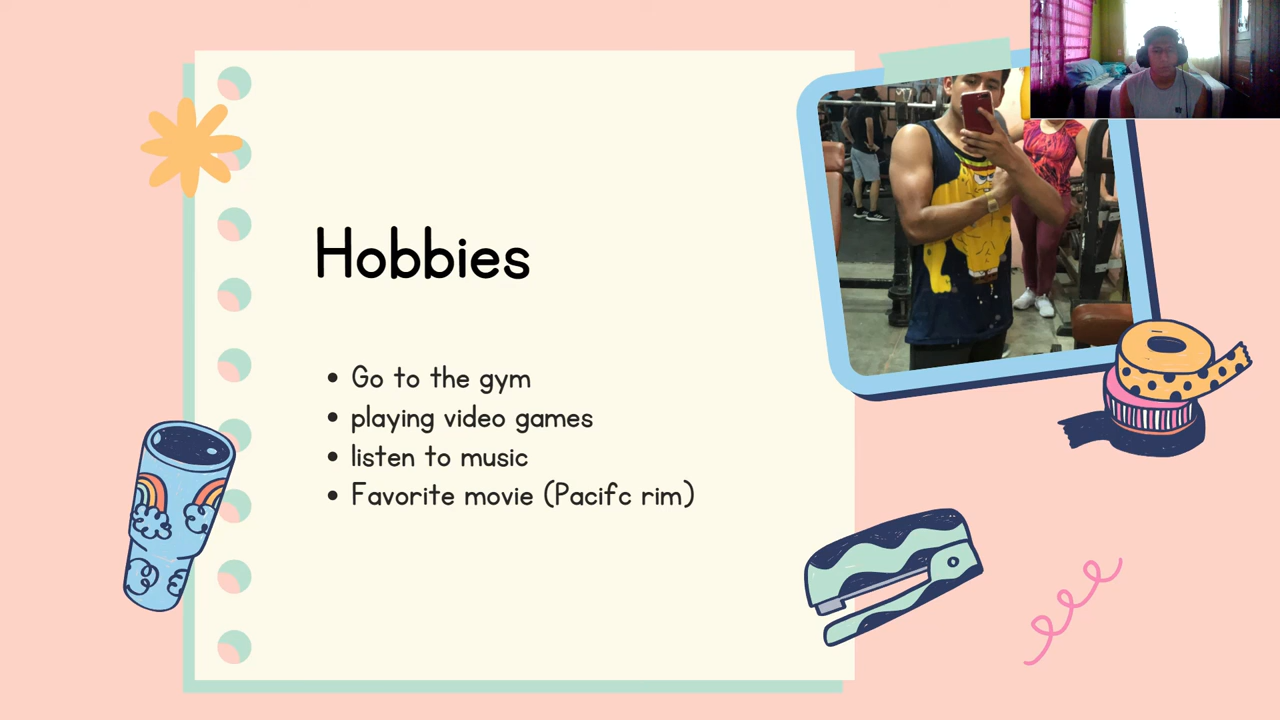 Hobbies
• Go to the gym
• playing video games
• listen to music
• Favorite movie (Pacifc rim)